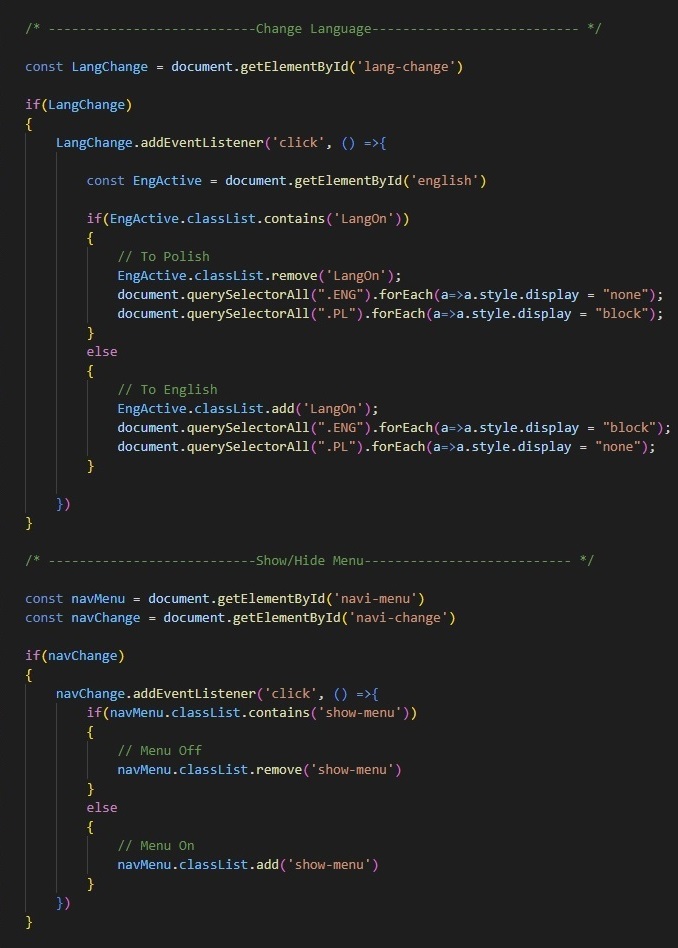 /* ---------------------------Change Language--------------------------- */
const LangChange = document.getElementById('lang-change')
if(LangChange)
{
LangChange.addEventListener('click', () =>{
const EngActive = document.getElementById('english')
if(EngActive.classList.contains('LangOn'))
{
// To Polish
EngActive.classList.remove('LangOn');
document.querySelectorAll(".ENG").forEach(a=>a.style.display = "none");
document.querySelectorAll(".PL").forEach(a=>a.style.display = "block");
}
else
{
// To English
EngActive.classList.add('LangOn');
document.querySelectorAll(".ENG").forEach(a=>a.style.display = "block");
document.querySelectorAll(".PL").forEach(a=>a.style.display = "none");
}
})
}
/* ---------------------------Show/Hide Menu--------------------------- */
const navMenu = document.getElementById('navi-menu')
const navChange = document.getElementById('navi-change')
if(navChange)
{
navChange.addEventListener('click', () =>{
if(navMenu.classList.contains('show-menu'))
{
// Menu Off
navMenu.classList.remove('show-menu')
}
else
{
// Menu On
navMenu.classList.add('show-menu')
}
})
}